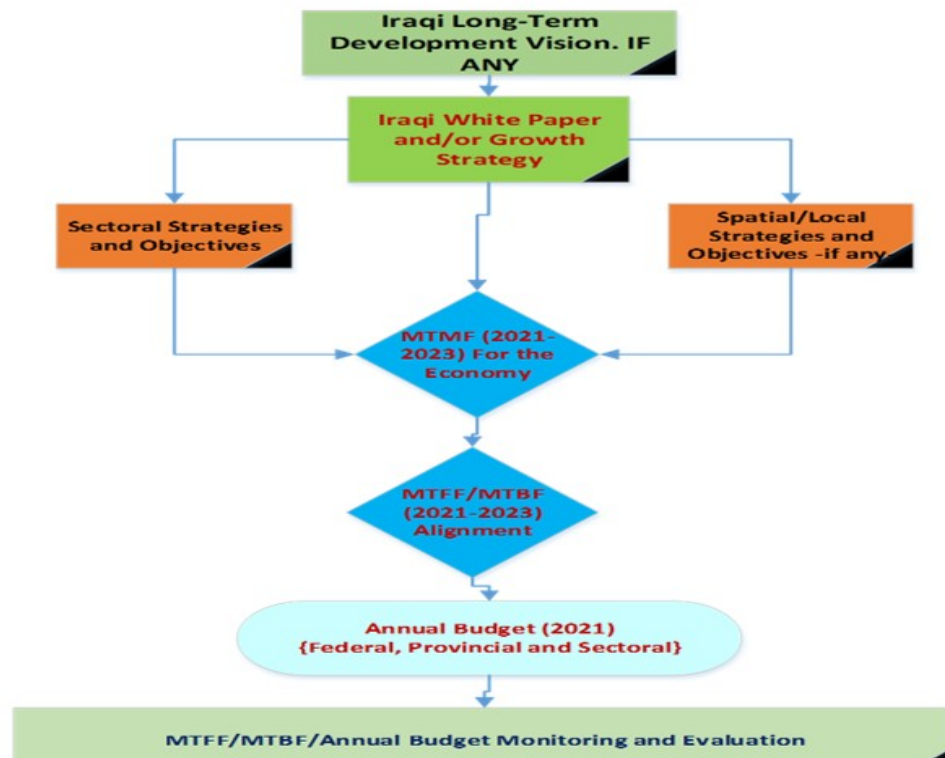 Iraqi Long-Term
Development Vision. IF
ANY
Iraqi White Paper
and/or Growth
Strategy
Sectoral Strategies
and Objectives
Spatial/Local
Strategies and
Objectives -if any-
MTMF (2021-
2023) For the
Economy
MTFF/MTBF
(2021-2023)
Alignment
Annual Budget (2021)
{Federal, Provincial and Sectoral}
MTFF/MTBF/Annual Budget Monitoring and Evaluation